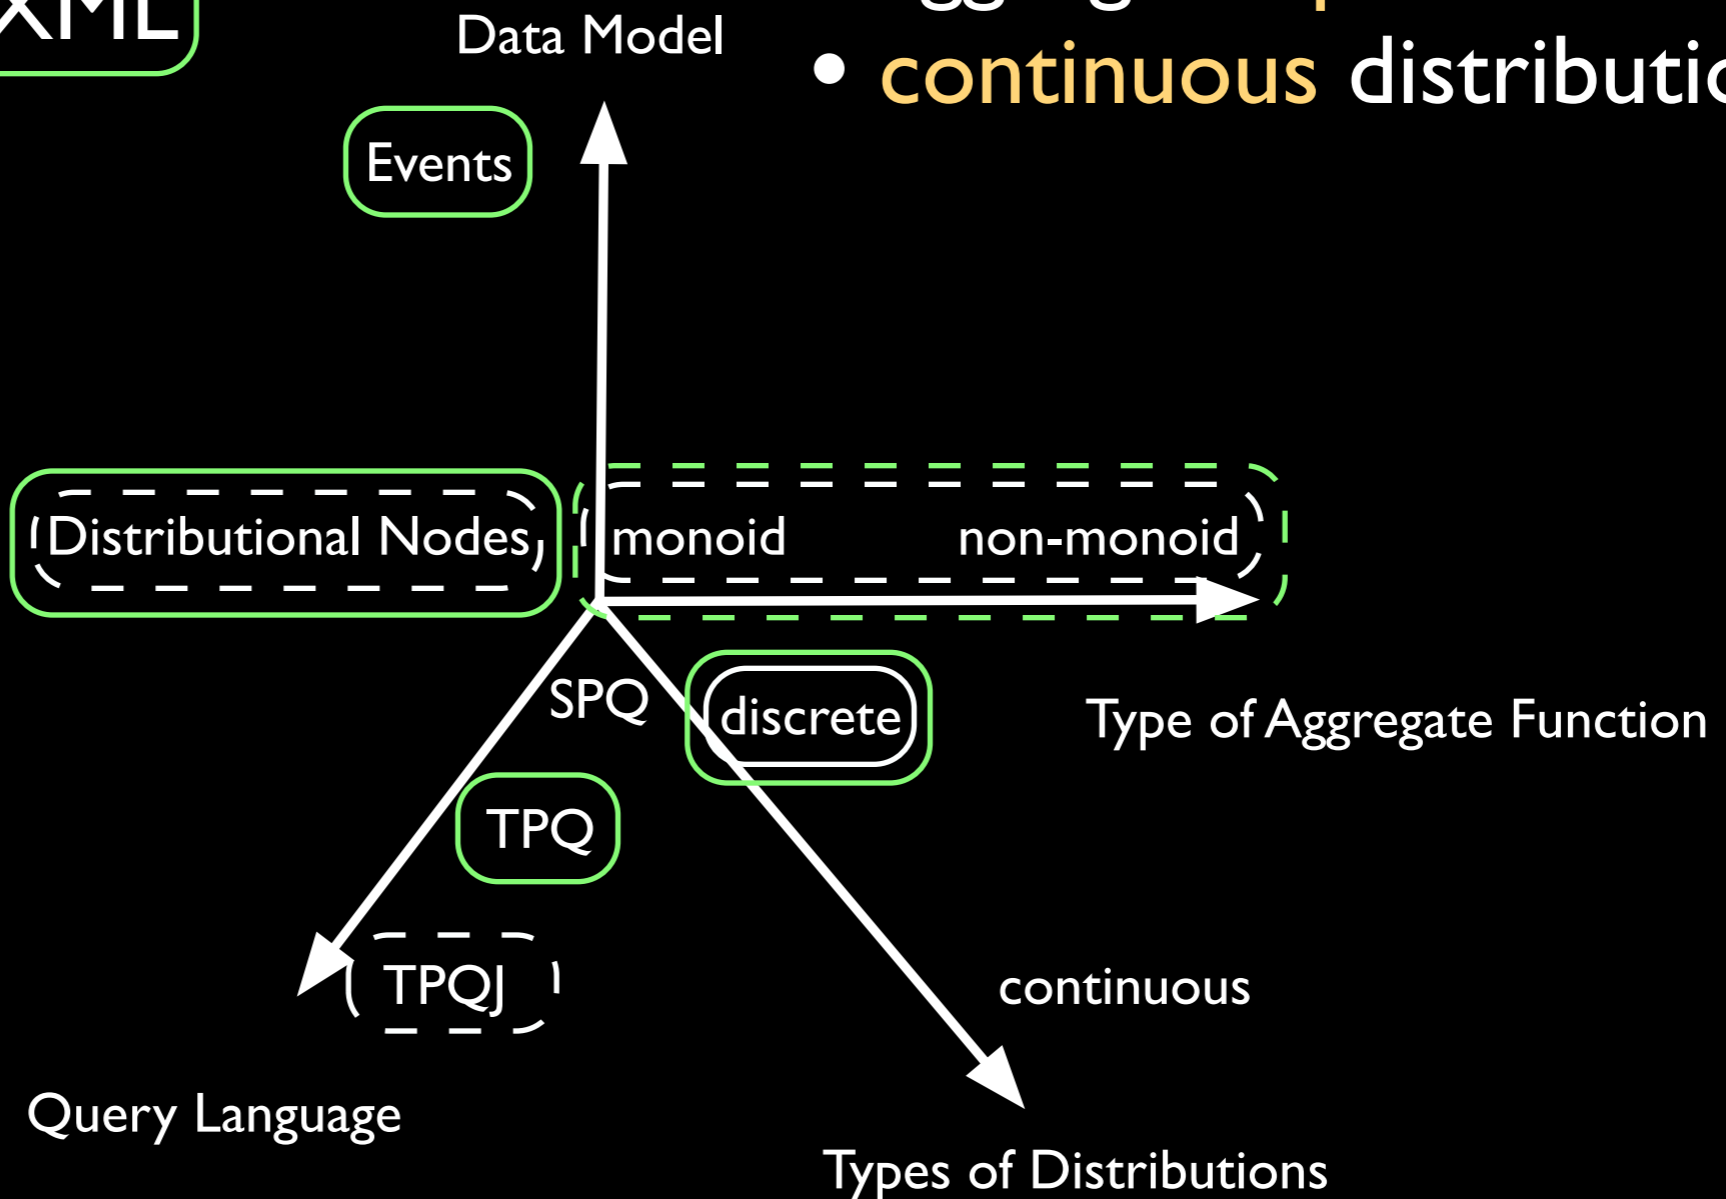 XML
Data Model
• continuous
Events
Distributional Nodes
monoid
non-monoid
SPQ
discrete
Type of Aggregate Function
TPQ
TPQJ
continuous
Query Language
Types of Distributions